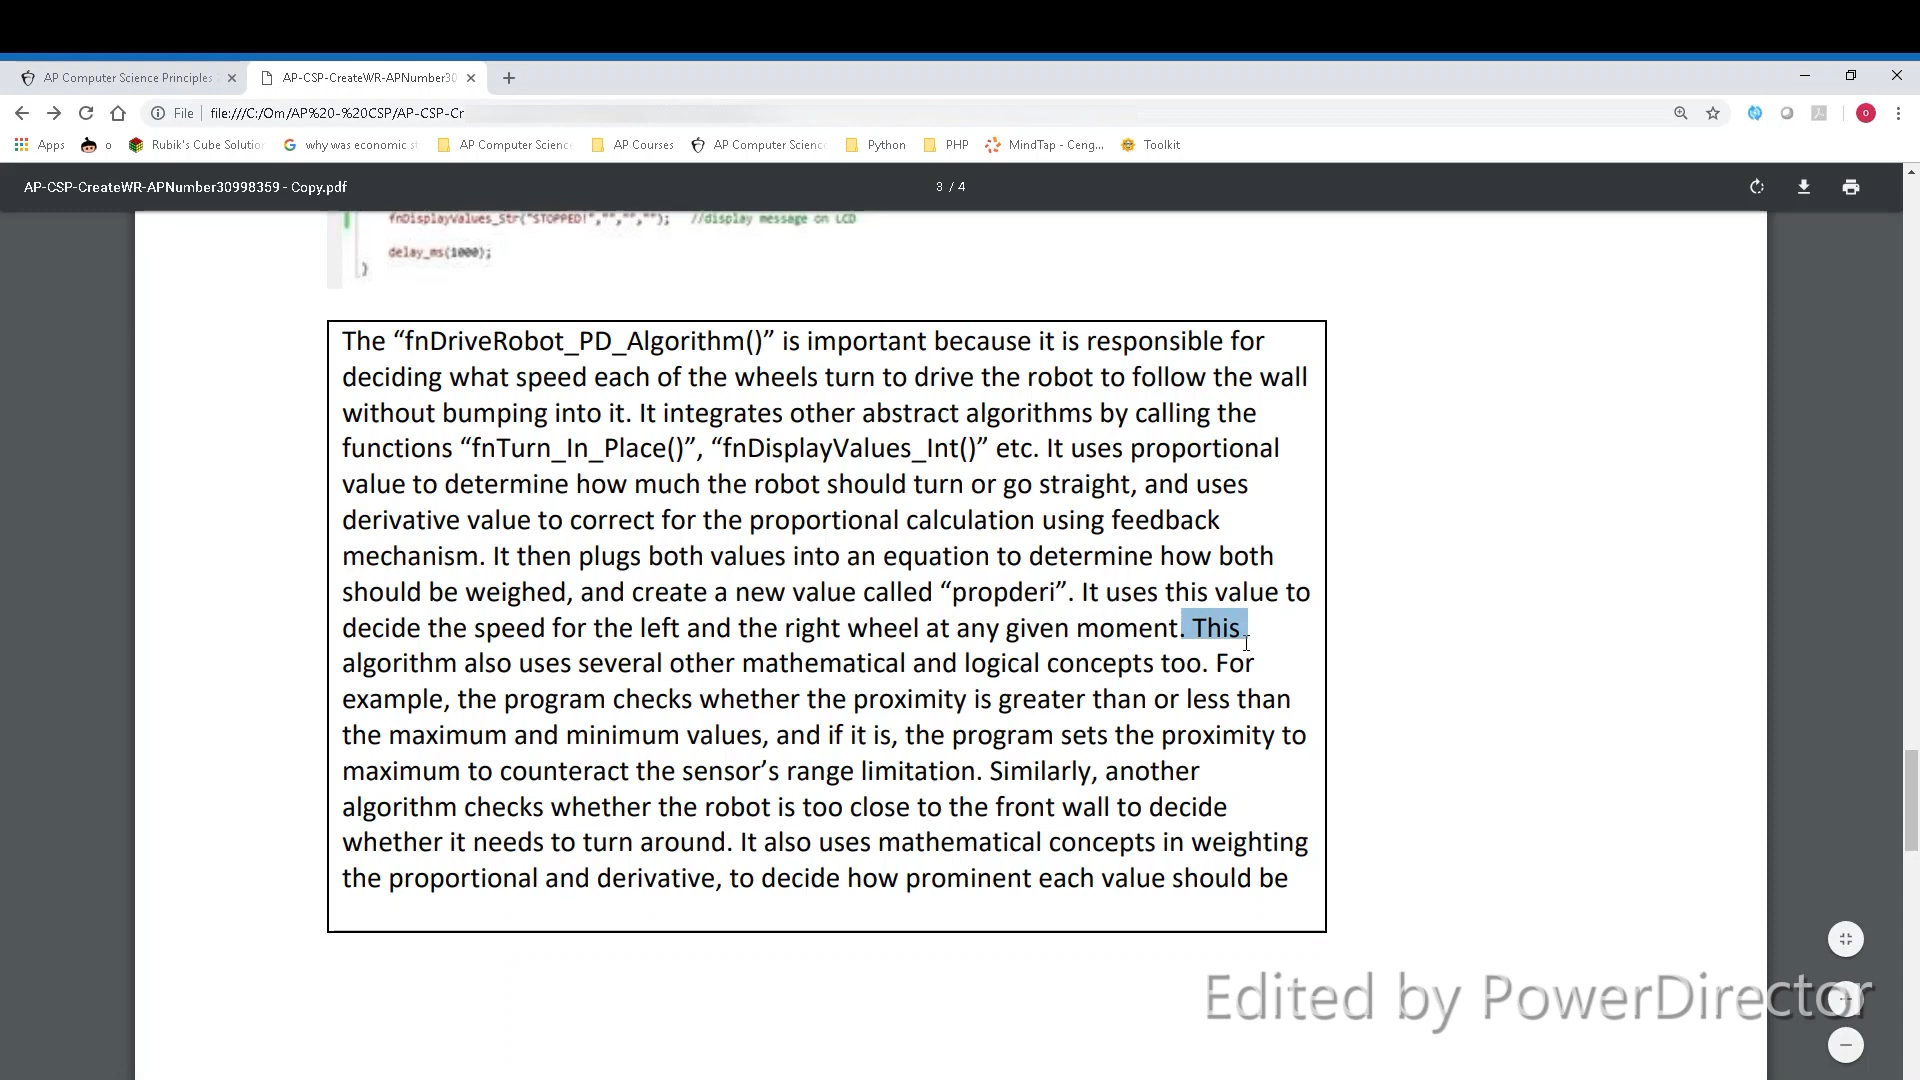 AP Computer Science Principles
AP-CSP-CreateWR-APNumber30
File
file:///C:/Om/AP%20-%20CSP/AP-CSP-Cr
o
Apps
o
Rubik's Cube Solutio
why was economic s
AP Computer Scienc
AP Courses
AP Computer Scienc
Python
PHP
MindTap - Ceng...
Toolkit
AP-CSP-CreateWR-APNumber30998359 - Copy.pdf
3 / 4
fnDisplayValues_Str("STOPPED!","","",""); //display message on LCD
delay_ms(1000);
}
The “fnDriveRobot_PD_Algorithm()” is important because it is responsible for
deciding what speed each of the wheels turn to drive the robot to follow the wall
without bumping into it. It integrates other abstract algorithms by calling the
functions “fnTurn_In_Place()”, “fnDisplayValues_Int()” etc. It uses proportional
value to determine how much the robot should turn or go straight, and uses
derivative value to correct for the proportional calculation using feedback
mechanism. It then plugs both values into an equation to determine how both
should be weighed, and create a new value called “propderi”. It uses this value to
decide the speed for the left and the right wheel at any given moment. This
algorithm also uses several other mathematical and logical concepts too. For
example, the program checks whether the proximity is greater than or less than
the maximum and minimum values, and if it is, the program sets the proximity to
maximum to counteract the sensor’s range limitation. Similarly, another
algorithm checks whether the robot is too close to the front wall to decide
whether it needs to turn around. It also uses mathematical concepts in weighting
the proportional and derivative, to decide how prominent each value should be
Edited by PowerDirector